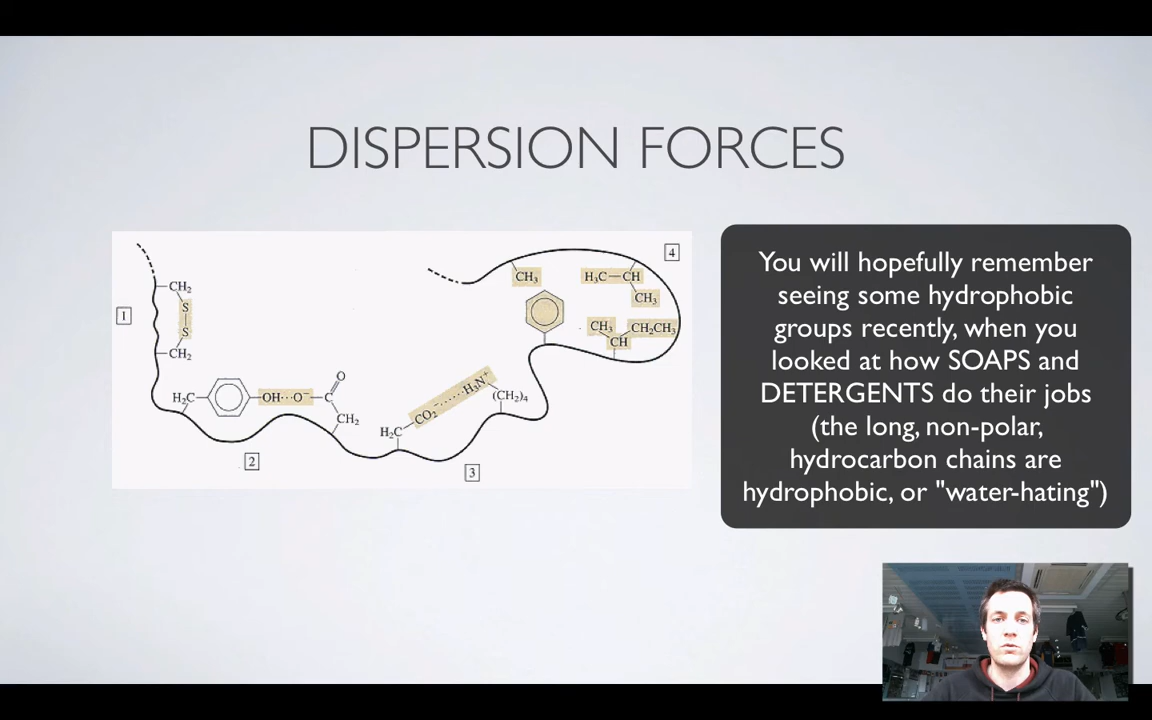 DISPERSION FORCES
CH₂
S
S
CH₂
1
H₂C
OH···O⁻
O
CH₂
2
H₂C
CO₂⁻······H₃N⁺
(CH₂)₄
3
CH₃
H₃C—CH
CH₃
CH₃
CH₂CH₃
CH
4
You will hopefully remember
seeing some hydrophobic
groups recently, when you
looked at how SOAPS and
DETERGENTS do their jobs
(the long, non-polar,
hydrocarbon chains are
hydrophobic, or "water-hating")